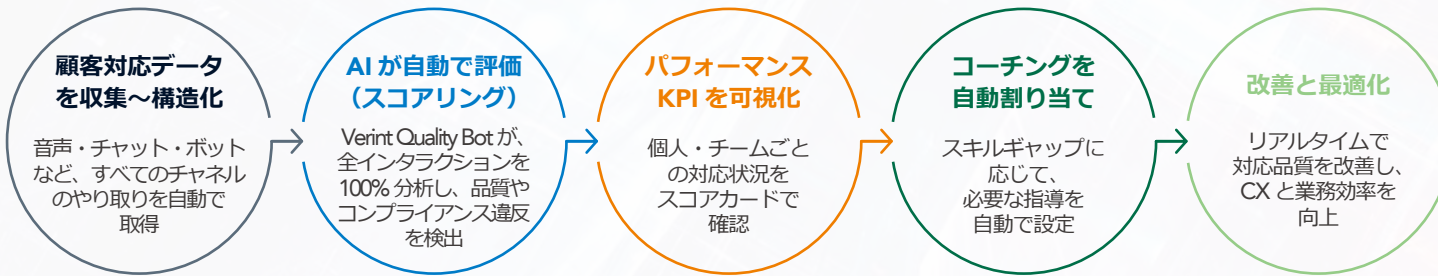 顧客対応データ
を収集~構造化
音声・チャット・ボット
など、すべてのチャネル
のやり取りを自動で
取得
AI が自動で評価
(スコアリング)
Verint Quality Bot が、
全インタラクションを
100% 分析し、品質や
コンプライアンス違反
を検出
パフォーマンス
KPI を可視化
個人・チームごと
の対応状況を
スコアカードで
確認
コーチングを
自動割り当て
スキルギャップに
応じて、
必要な指導を
自動で設定
改善と最適化
リアルタイムで
対応品質を改善し、
CX と業務効率を
向上